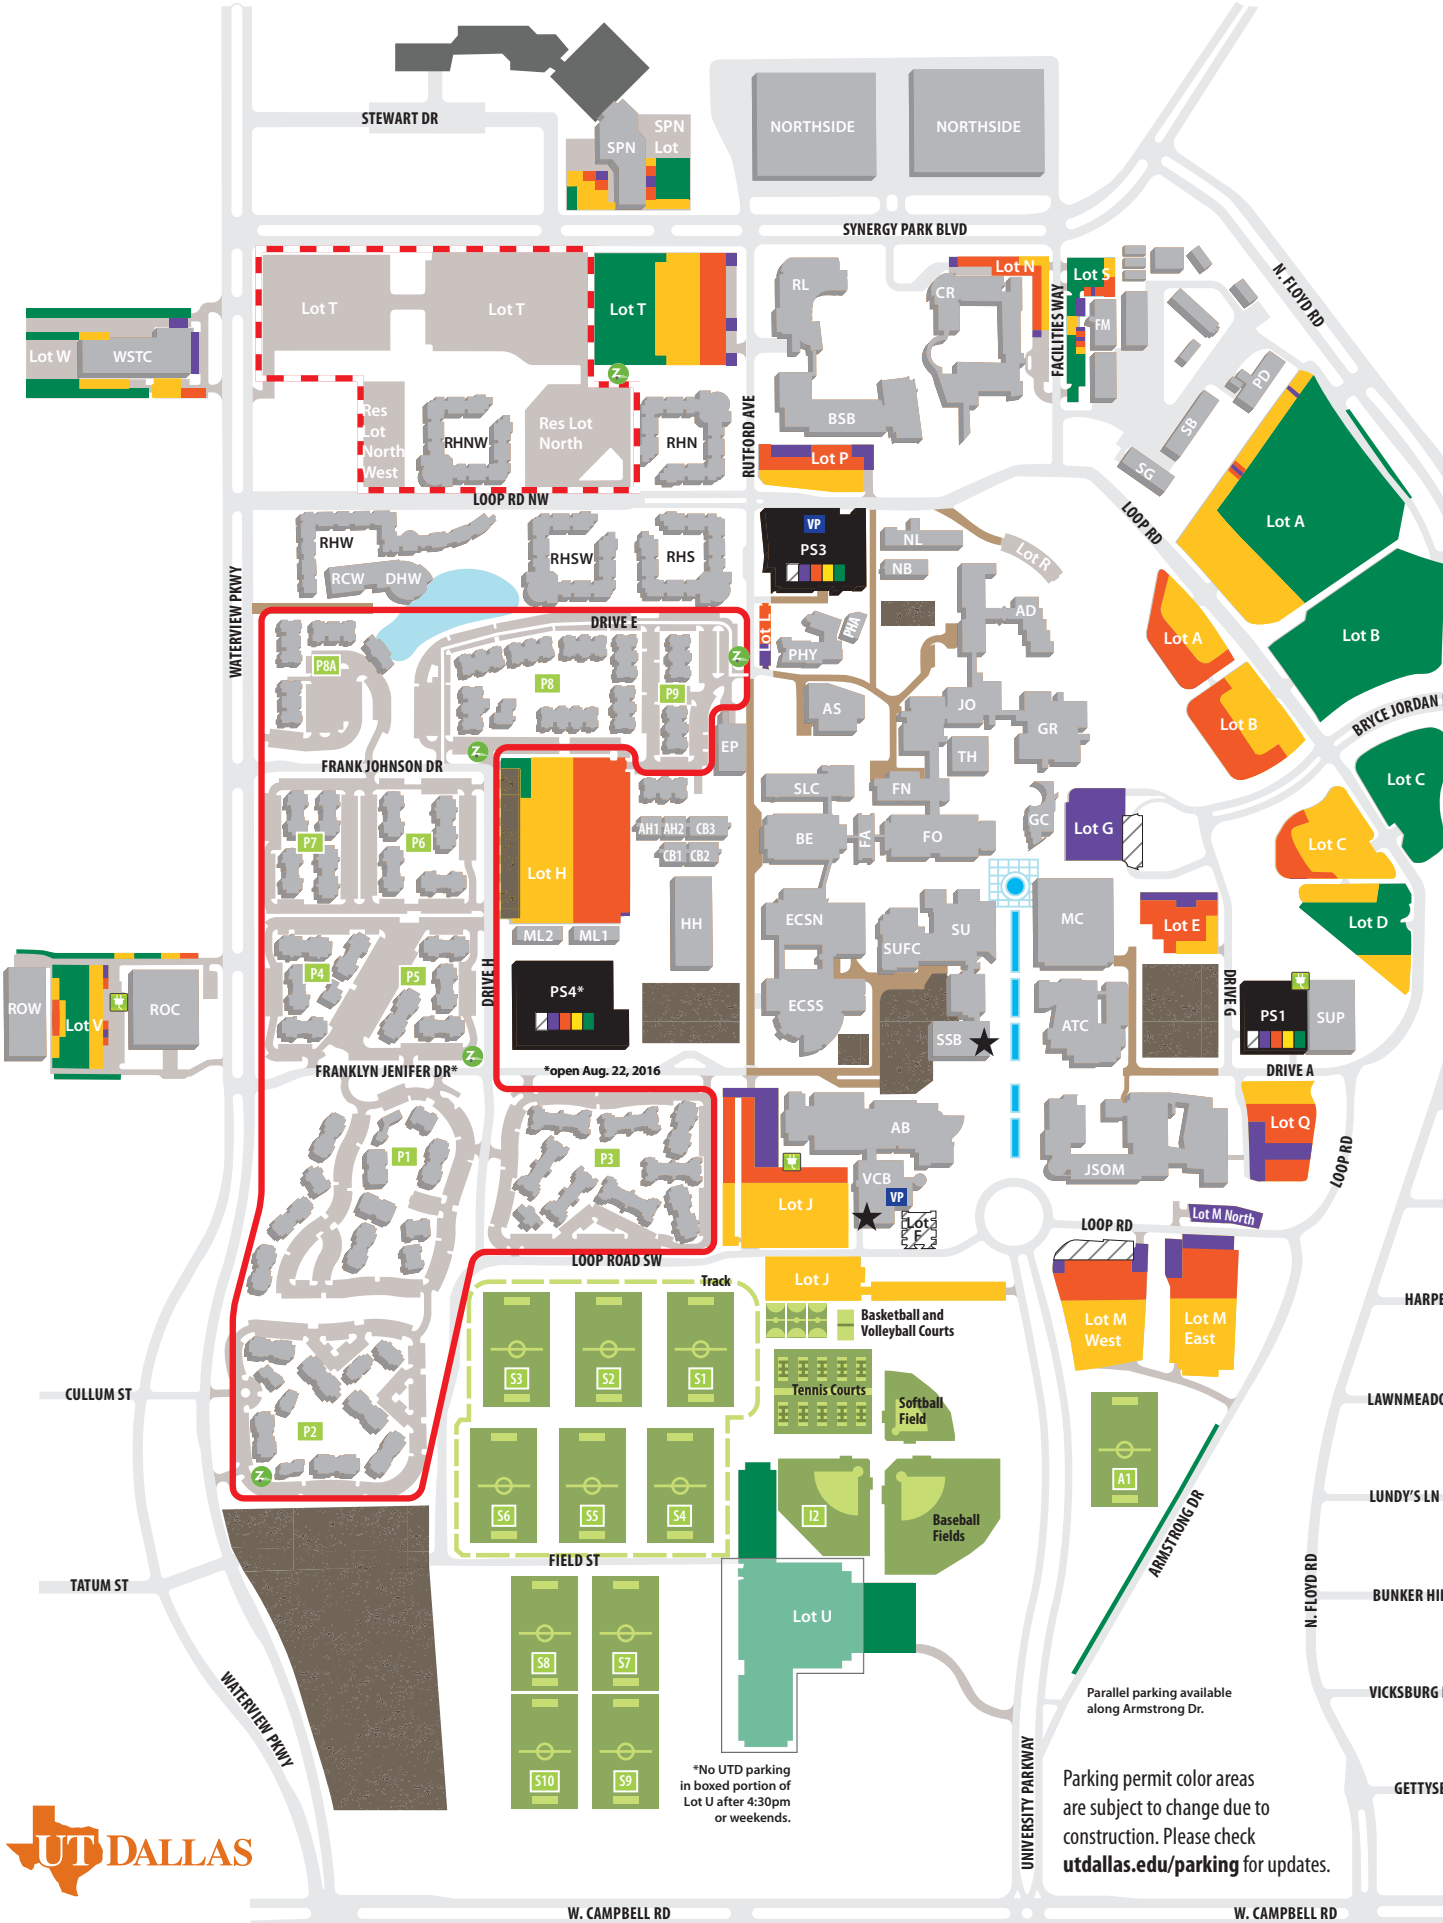 STEWART DR
SPN
SPN
Lot
NORTHSIDE
NORTHSIDE
SYNERGY PARK BLVD
Lot T
Lot T
Lot T
RL
CR
Lot N
Lot S
FM
FACILITIES WAY
N. FLOYD RD
Lot W
WSTC
Z
Res
Lot
North
West
RHNW
Res Lot
North
RHN
RUTFORD AVE
BSB
Lot P
PD
SB
SG
LOOP RD
Lot A
LOOP RD NW
RHW
RCW
DHW
RHSW
RHS
VP
PS3
NL
NB
Lot R
AD
Lot A
Lot B
WATERVIEW PKWY
DRIVE E
Lot L
PHY
PHA
Z
P8A
P8
P9
AS
JO
GR
TH
Lot B
BRYCE JORDAN
EP
Z
FRANK JOHNSON DR
SLC
FN
GC
Lot G
Lot C
Lot C
P7
P6
Lot H
AH1
AH2
CB3
CB1
CB2
BE
FA
FO
HH
ECSN
SU
SUFC
MC
Lot E
Lot D
ML2
ML1
P4
P5
DRIVE H
PS4*
ROW
Lot V
ROC
ECSS
SSB
ATC
DRIVE G
PS1
SUP
Z
FRANKLYN JENIFER DR*
*open Aug. 22, 2016
DRIVE A
P1
P3
AB
VCB
VP
Lot
F
Lot J
JSOM
Lot Q
LOOP RD
LOOP RD
Lot M North
LOOP ROAD SW
Track
Lot J
Basketball and
Volleyball Courts
Lot M
West
Lot M
East
HARPE
S3
S2
S1
Tennis Courts
Softball
Field
CULLUM ST
LAWNMEADO
P2
Z
A1
S6
S5
S4
I2
Baseball
Fields
LUNDY'S LN
ARMSTRONG DR
FIELD ST
TATUM ST
N. FLOYD RD
BUNKER HI
Lot U
S8
S7
WATERVIEW PKWY
Parallel parking available
along Armstrong Dr.
VICKSBURG
S10
S9
*No UTD parking
in boxed portion of
Lot U after 4:30pm
or weekends.
UNIVERSITY PARKWAY
Parking permit color areas
are subject to change due to
construction. Please check
utdallas.edu/parking for updates.
GETTYSB
UT DALLAS
W. CAMPBELL RD
W. CAMPBELL RD